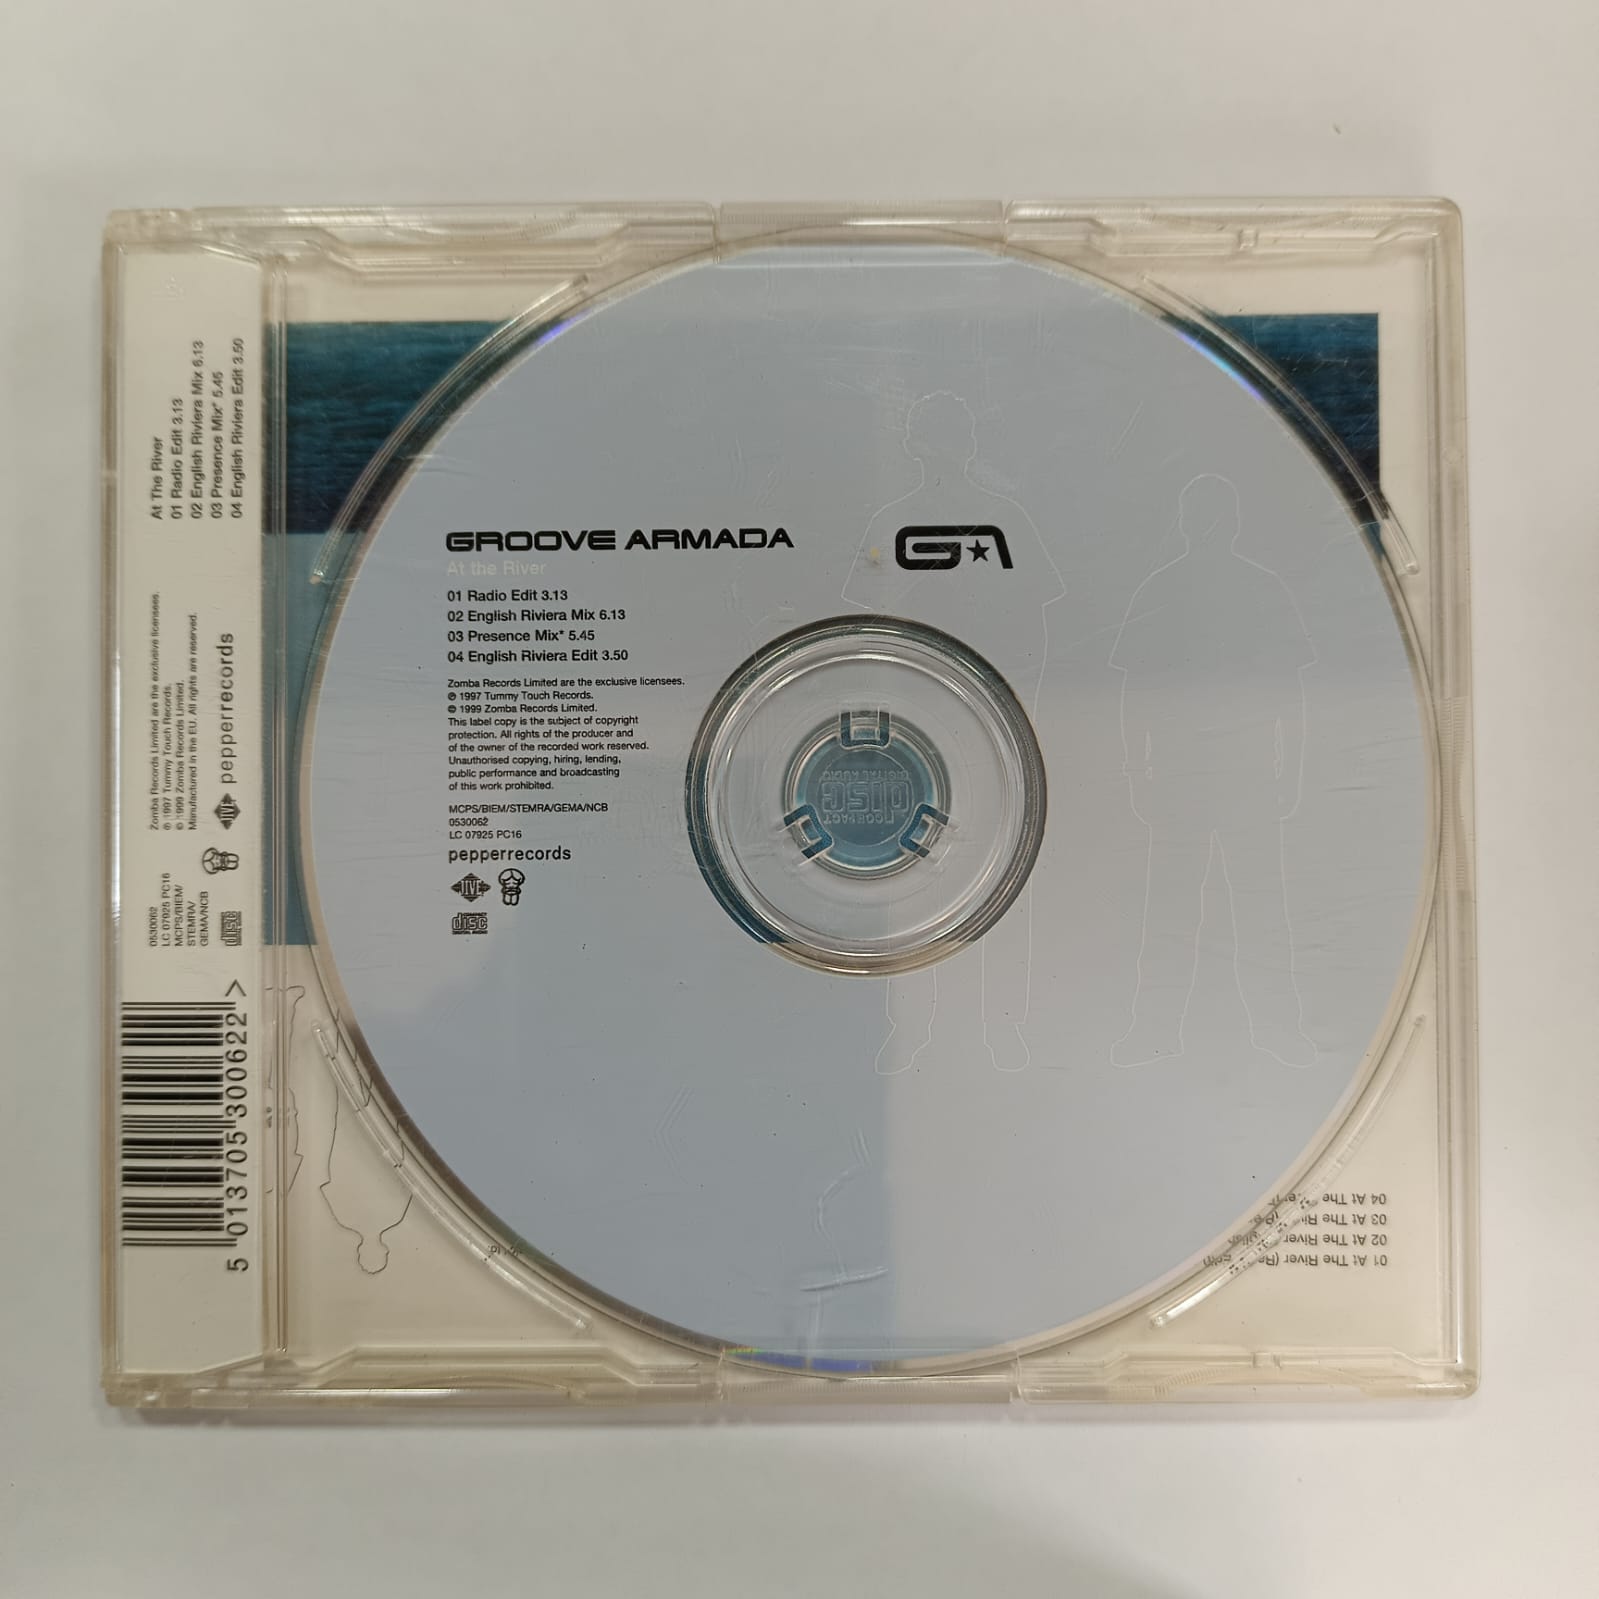 At The River
01 Radio Edit 3.13
02 English Riviera Mix 6.13
03 Presence Mix* 5.45
04 English Riviera Edit 3.50
Zomba Records Limited are the exclusive licensees.
℗ 1997 Tummy Touch Records.
© 1999 Zomba Records Limited.
Manufactured in the EU. All rights are reserved.
JIVE pepperrecords
0530062
LC 07925 PC16
MCPS/BIEM/
STEMRA/
GEMA/NCB
disc
5 013705 300622 >
GROOVE ARMADA
GA
At the River
01 Radio Edit 3.13
02 English Riviera Mix 6.13
03 Presence Mix* 5.45
04 English Riviera Edit 3.50
Zomba Records Limited are the exclusive licensees.
℗ 1997 Tummy Touch Records.
© 1999 Zomba Records Limited.
This label copy is the subject of copyright
protection. All rights of the producer and
of the owner of the recorded work reserved.
Unauthorised copying, hiring, lending,
public performance and broadcasting
of this work prohibited.
MCPS/BIEM/STEMRA/GEMA/NCB
0530062
LC 07925 PC16
pepperrecords
JIVE
COMPACT
disc
DIGITAL AUDIO
COMPACT
disc
DIGITAL AUDIO
01 At The River
02 At The River
03 At The
04 At The